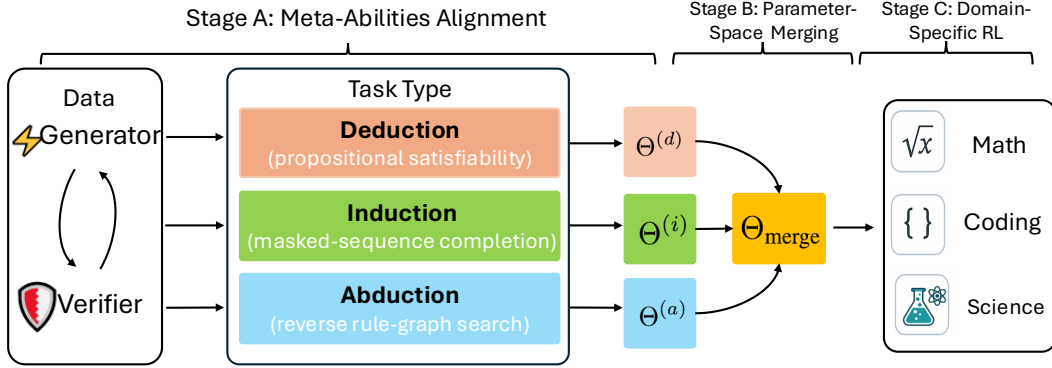 Stage A: Meta-Abilities Alignment
Stage B: Parameter-
Space Merging
Stage C: Domain-
Specific RL
Data
Generator
Verifier
Task Type
Deduction
(propositional satisfiability)
Induction
(masked-sequence completion)
Abduction
(reverse rule-graph search)
Θ^(d)
Θ^(i)
Θ^(a)
Θ_merge
√x
Math
{ }
Coding
Science